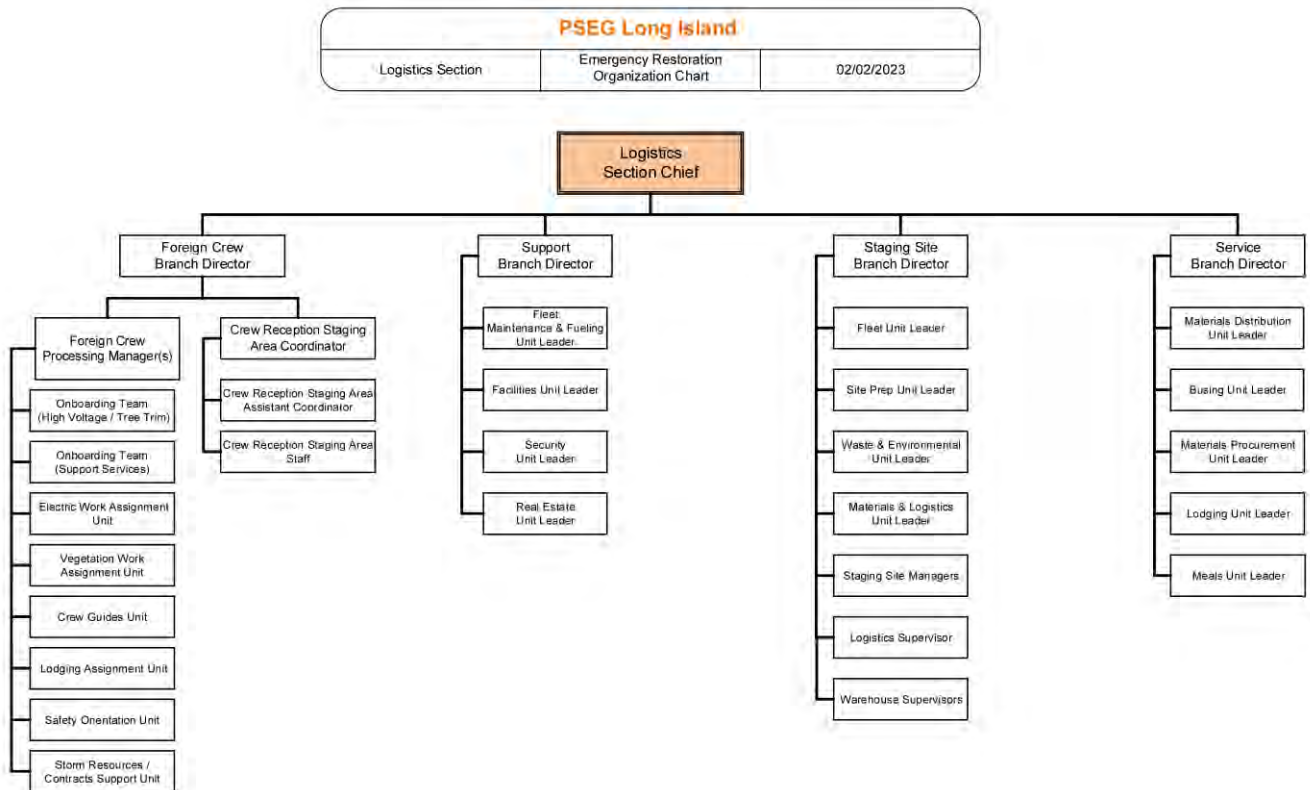 PSEG Long Island
Logistics Section
Emergency Restoration
Organization Chart
02/02/2023
Logistics
Section Chief
Foreign Crew
Branch Director
Support
Branch Director
Staging Site
Branch Director
Service
Branch Director
Foreign Crew
Processing Manager(s)
Onboarding Team
(High Voltage / Tree Trim)
Onboarding Team
(Support Services)
Electric Work Assignment
Unit
Vegetation Work
Assignment Unit
Crew Guides Unit
Lodging Assignment Unit
Safety Orientation Unit
Storm Resources /
Contracts Support Unit
Crew Reception Staging
Area Coordinator
Crew Reception Staging Area
Assistant Coordinator
Crew Reception Staging Area
Staff
Fleet
Maintenance & Fueling
Unit Leader
Facilities Unit Leader
Security
Unit Leader
Real Estate
Unit Leader
Fleet Unit Leader
Site Prep Unit Leader
Waste & Environmental
Unit Leader
Materials & Logistics
Unit Leader
Staging Site Managers
Logistics Supervisor
Warehouse Supervisors
Materials Distribution
Unit Leader
Busing Unit Leader
Materials Procurement
Unit Leader
Lodging Unit Leader
Meals Unit Leader